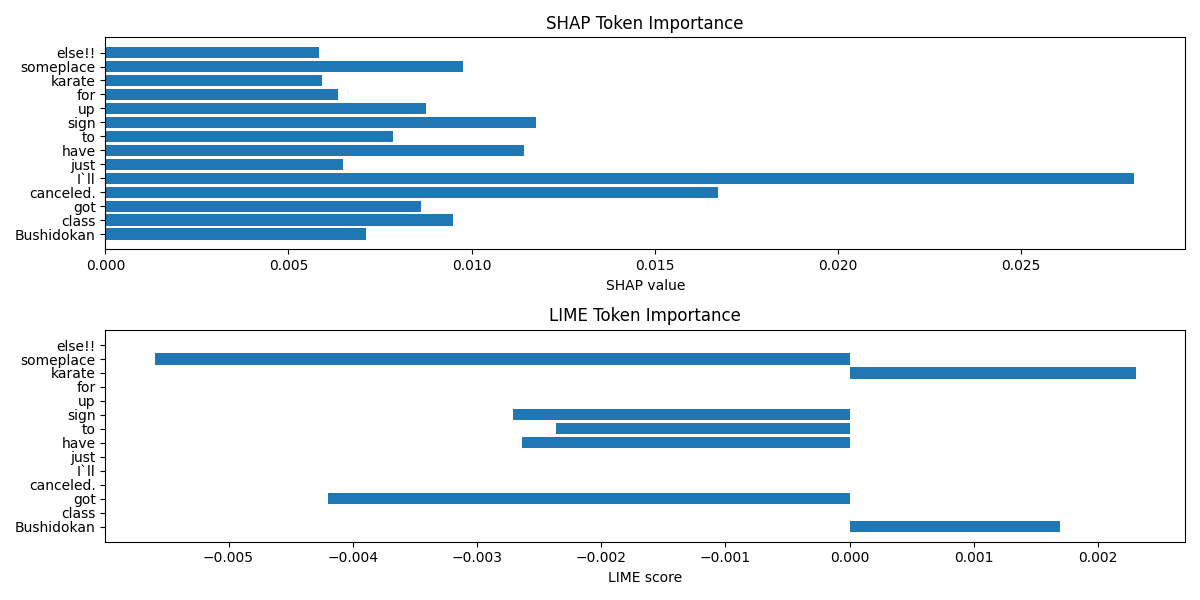 SHAP Token Importance
else!!
someplace
karate
for
up
sign
to
have
just
I`ll
canceled.
got
class
Bushidokan
0.000 0.005 0.010 0.015 0.020 0.025
SHAP value
LIME Token Importance
else!!
someplace
karate
for
up
sign
to
have
just
I`ll
canceled.
got
class
Bushidokan
−0.005 −0.004 −0.003 −0.002 −0.001 0.000 0.001 0.002
LIME score